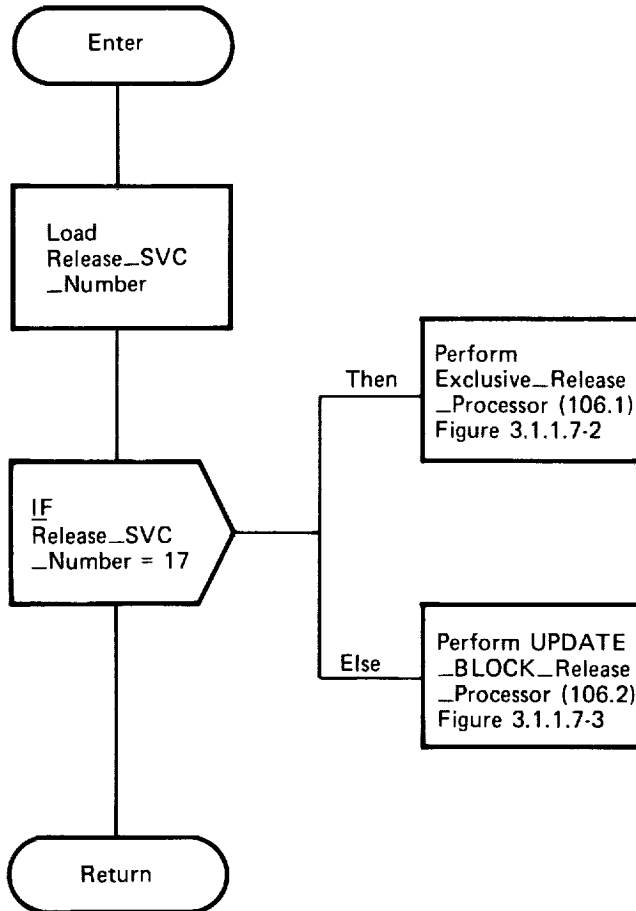 Enter
Load
Release_SVC
_Number
Then
Perform
Exclusive_Release
_Processor (106.1)
Figure 3.1.1.7-2
IF
Release_SVC
_Number = 17
Else
Perform UPDATE
_BLOCK_Release
_Processor (106.2)
Figure 3.1.1.7-3
Return